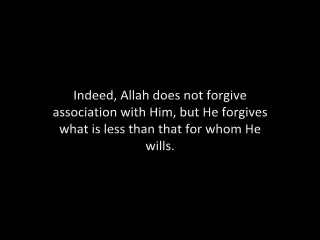 Indeed, Allah does not forgive
association with Him, but He forgives
what is less than that for whom He
wills.